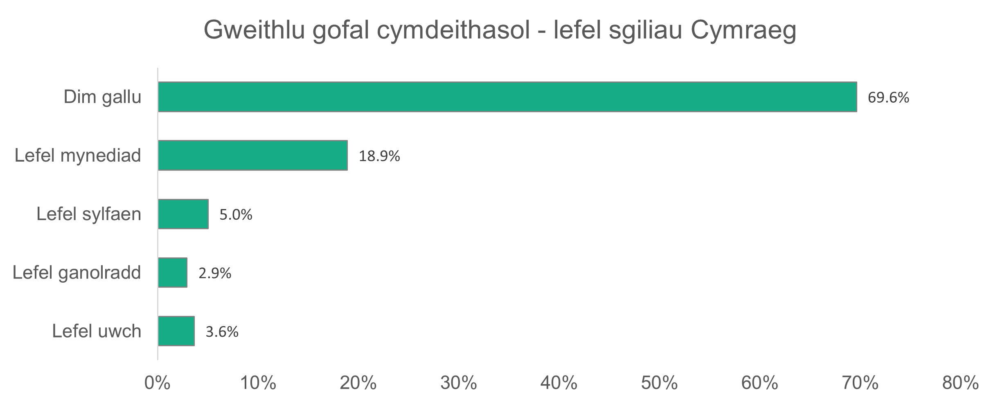 Gweithlu gofal cymdeithasol - lefel sgiliau Cymraeg
Dim gallu
69.6%
Lefel mynediad
18.9%
Lefel sylfaen
5.0%
Lefel ganolradd
2.9%
Lefel uwch
3.6%
0% 10% 20% 30% 40% 50% 60% 70% 80%